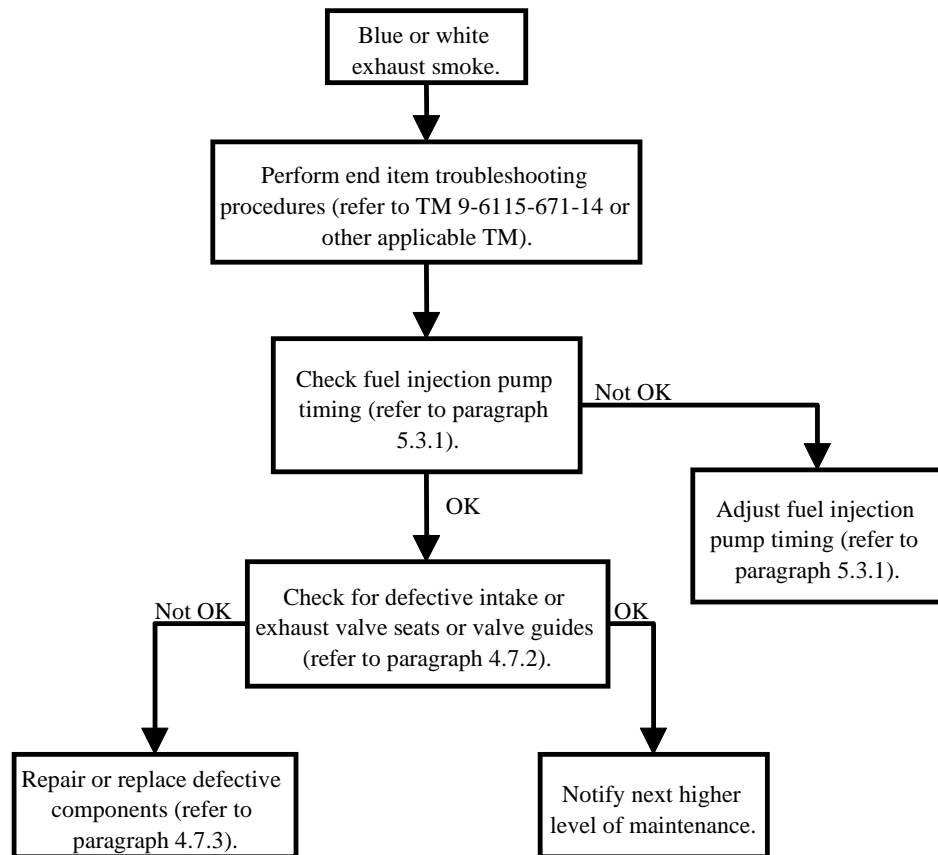 Blue or white
exhaust smoke.
Perform end item troubleshooting
procedures (refer to TM 9-6115-671-14 or
other applicable TM).
Check fuel injection pump
timing (refer to paragraph
5.3.1).
Not OK
OK
Adjust fuel injection
pump timing (refer to
paragraph 5.3.1).
Not OK
Check for defective intake or
exhaust valve seats or valve guides
(refer to paragraph 4.7.2).
OK
Repair or replace defective
components (refer to
paragraph 4.7.3).
Notify next higher
level of maintenance.